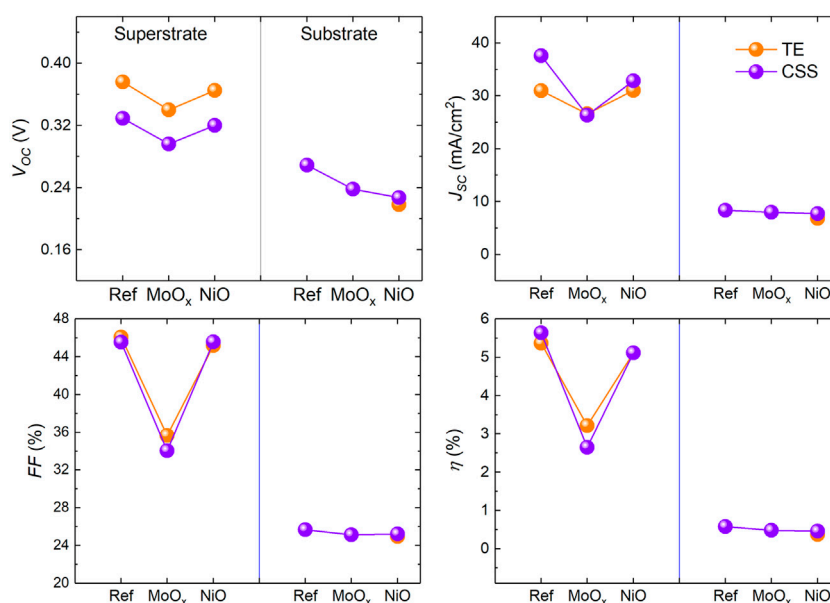 Superstrate Substrate
0.40
0.32
0.24
0.16
V_OC (V)
Ref MoO_x NiO Ref MoO_x NiO
TE
CSS
40
30
20
10
0
J_SC (mA/cm²)
Ref MoO_x NiO Ref MoO_x NiO
48
44
40
36
32
28
24
20
FF (%)
Ref MoO_x NiO Ref MoO_x NiO
6
5
4
3
2
1
0
η (%)
Ref MoO_x NiO Ref MoO_x NiO